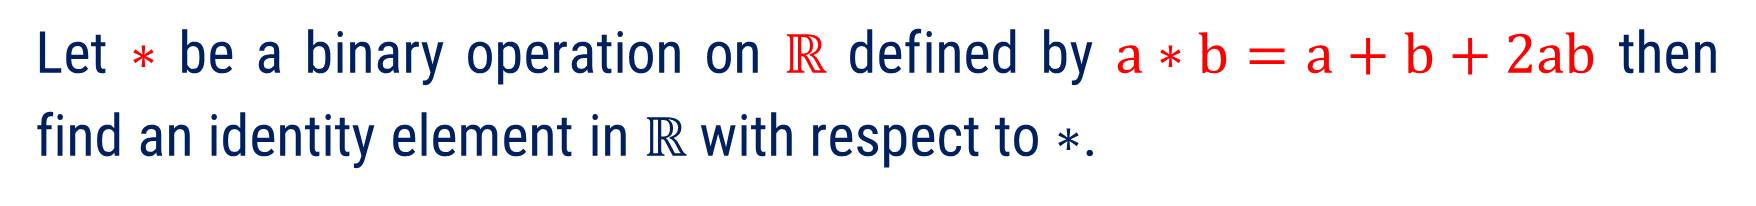 Let * be a binary operation on ℝ defined by a ∗ b = a + b + 2ab then
find an identity element in ℝ with respect to ∗.